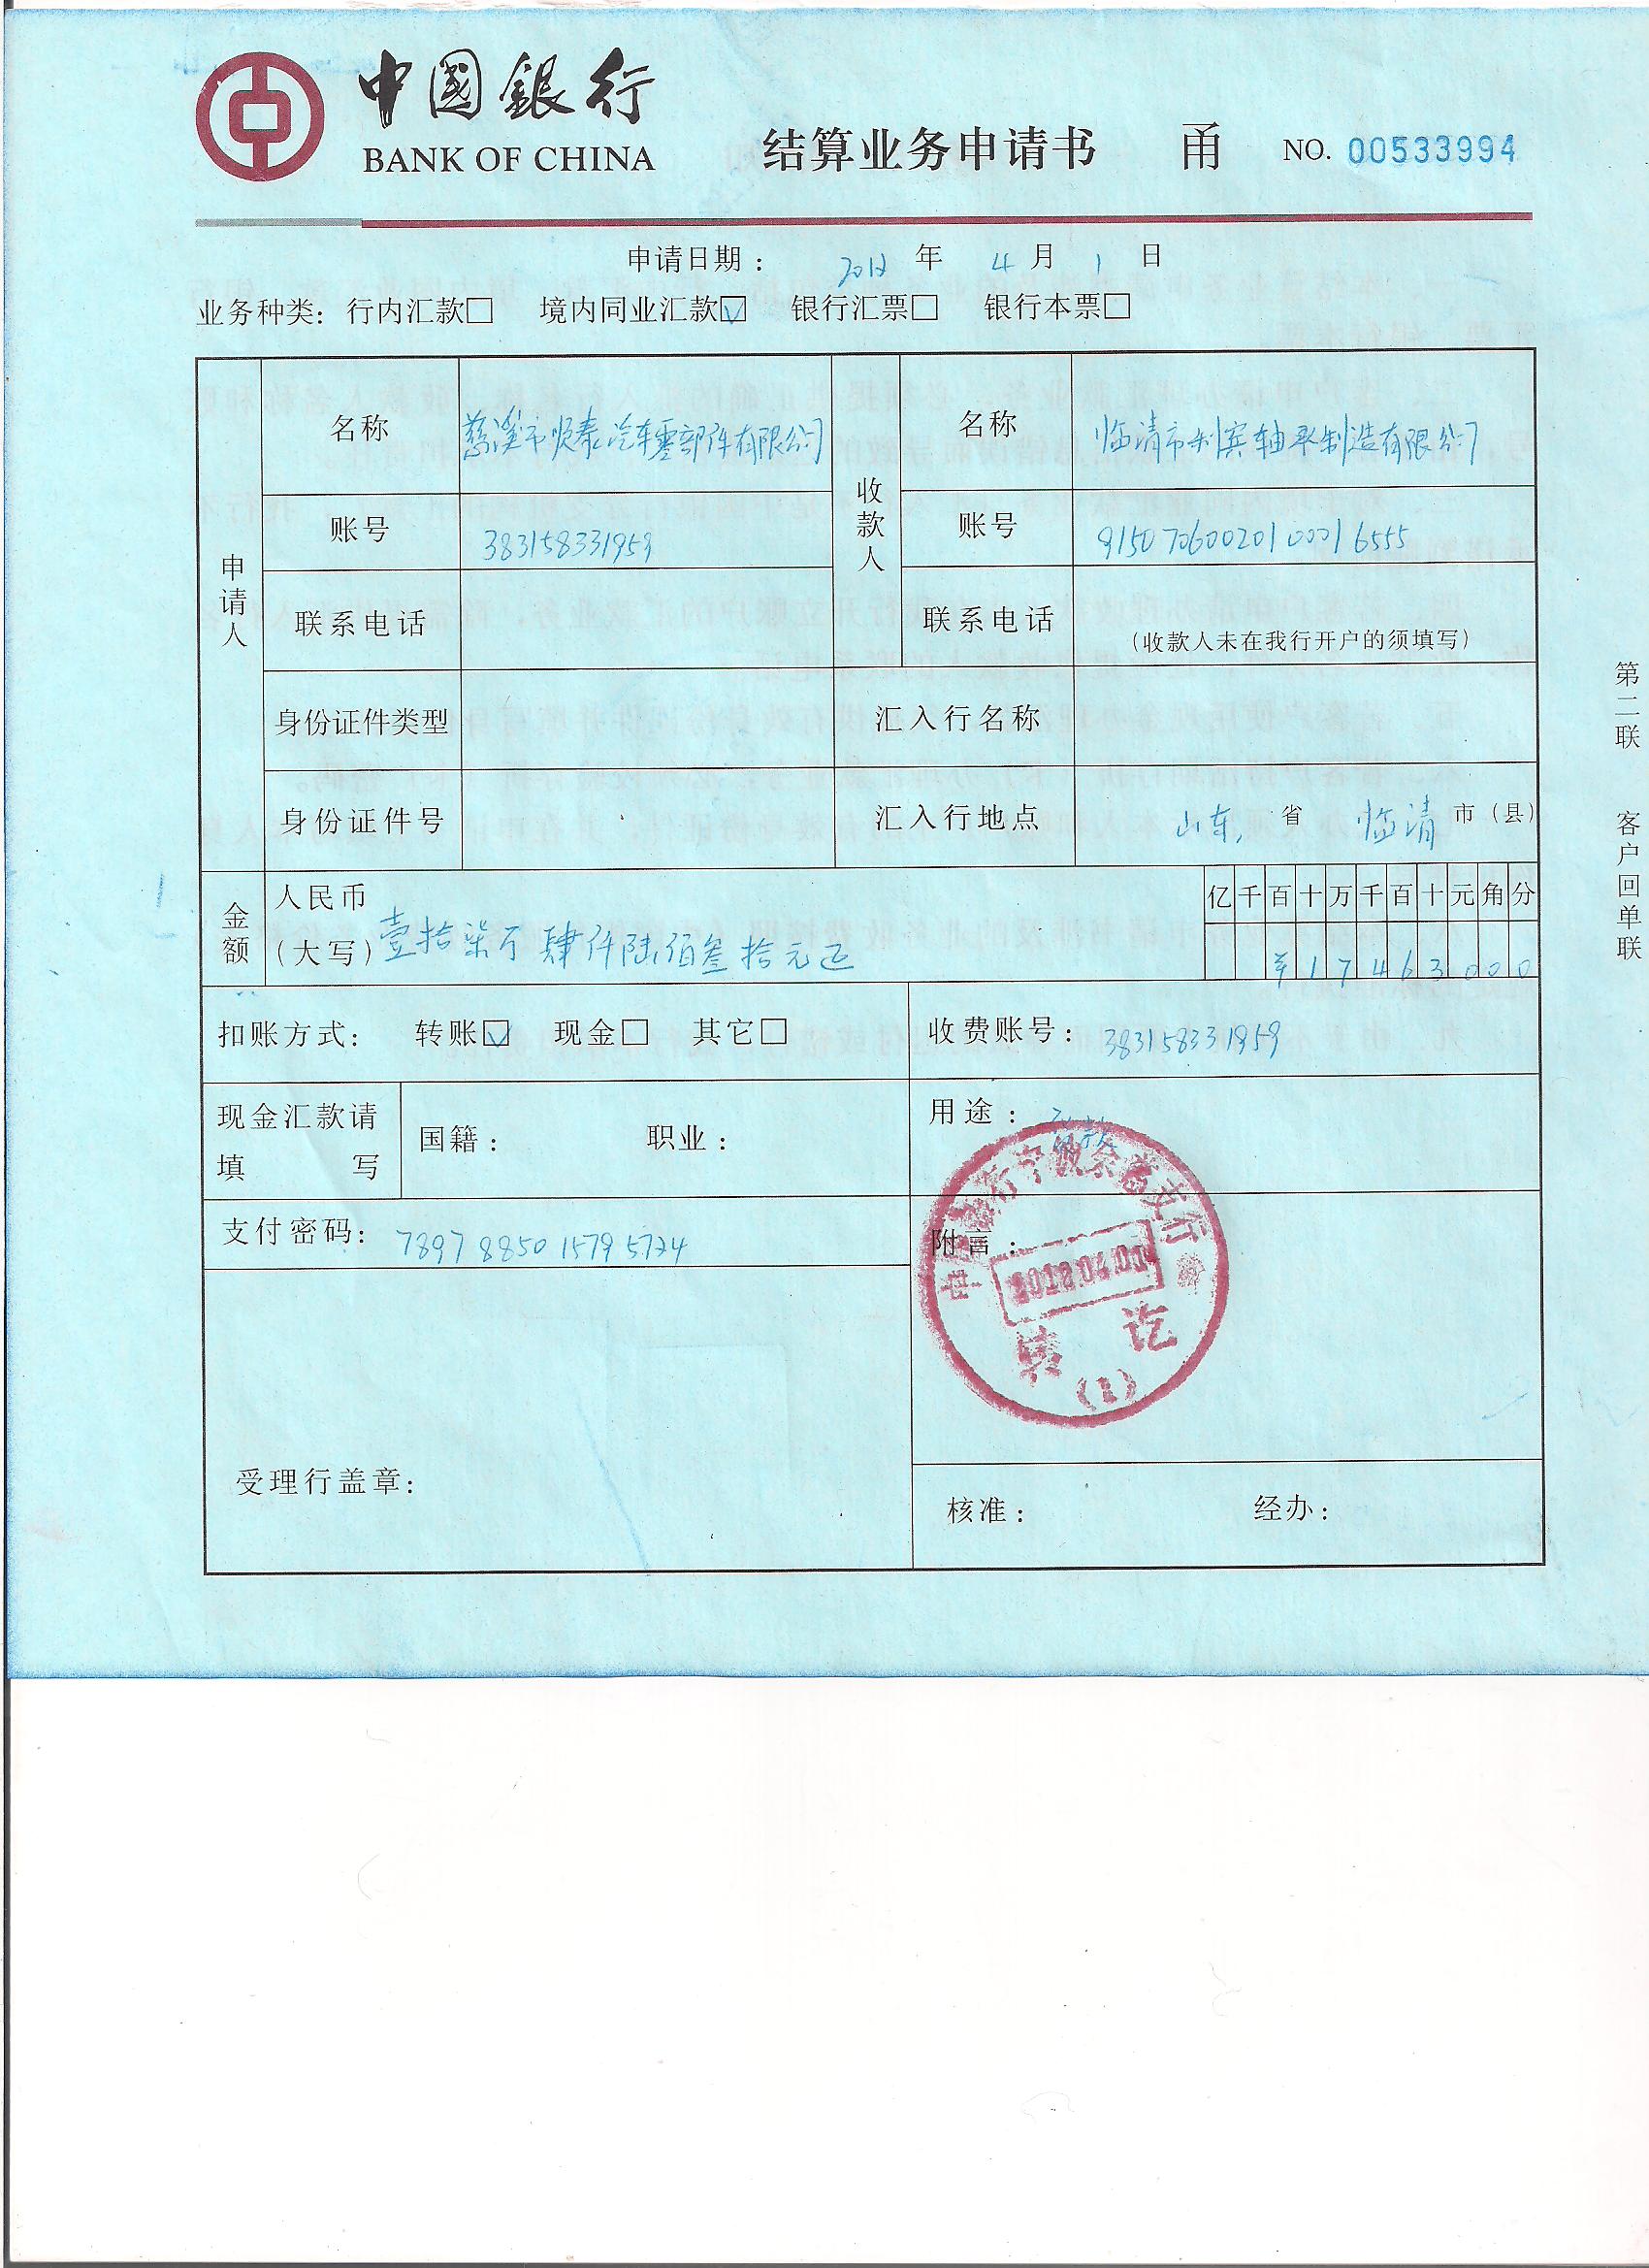 中國銀行
BANK OF CHINA
结算业务申请书 甬 NO. 00533994
申请日期： 2012 年 4 月 1 日
业务种类： 行内汇款□ 境内同业汇款☑ 银行汇票□ 银行本票□
申请人
名称 慈溪市顺泰汽车零部件有限公司
账号 383158331959
联系电话
身份证件类型
身份证件号
收款人
名称 临清市利宾轴承制造有限公司
账号 9150706002010001 6555
联系电话 （收款人未在我行开户的须填写）
汇入行名称
汇入行地点 山东 省 临清 市（县）
金额
人民币
（大写） 壹拾柒万肆仟陆佰叁拾元正
亿 千 百 十 万 千 百 十 元 角 分
¥ 1 7 4 6 3 0 0 0
扣账方式： 转账☑ 现金□ 其它□
收费账号： 383158331959
现金汇款请
填 写
国籍： 职业：
用途： 货款
支付密码： 7897 8850 1579 5724
附言：
2012.04.01
转 讫
受理行盖章：
核准： 经办：
第二联 客户回单联